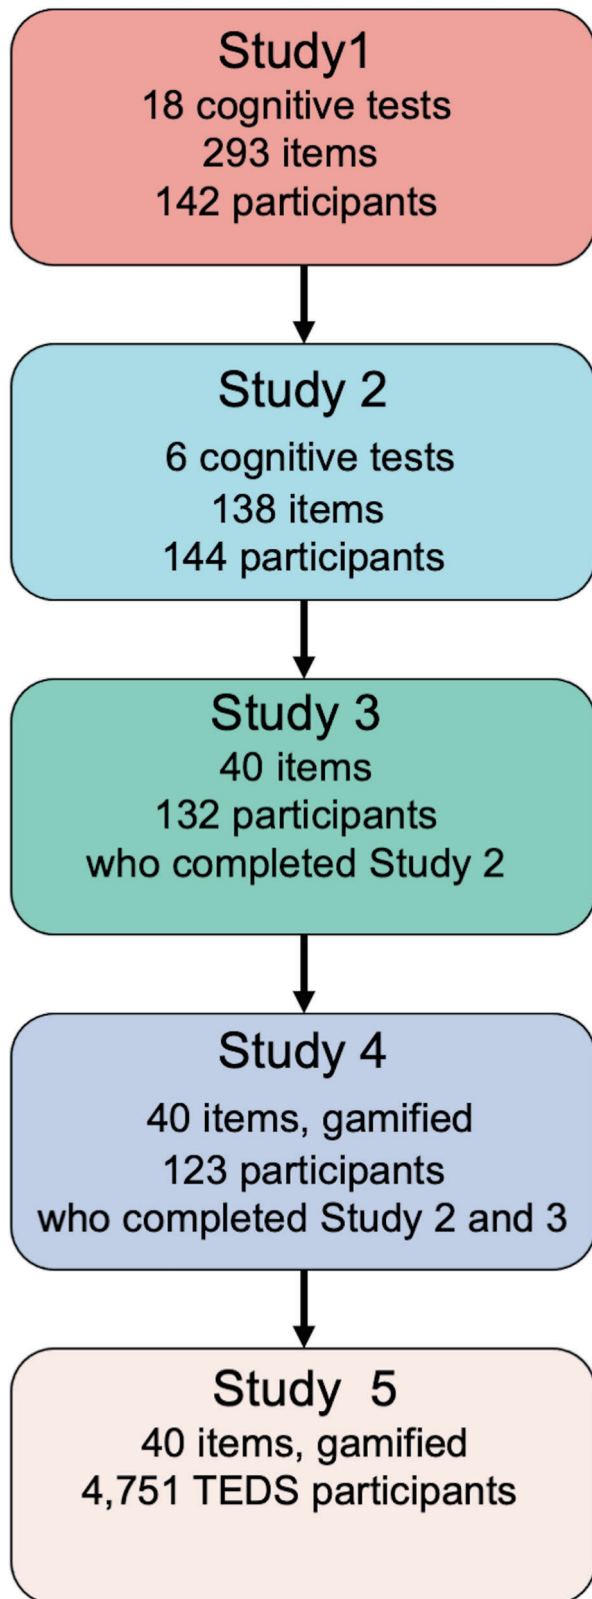 Study1
18 cognitive tests
293 items
142 participants
Study 2
6 cognitive tests
138 items
144 participants
Study 3
40 items
132 participants
who completed Study 2
Study 4
40 items, gamified
123 participants
who completed Study 2 and 3
Study 5
40 items, gamified
4,751 TEDS participants